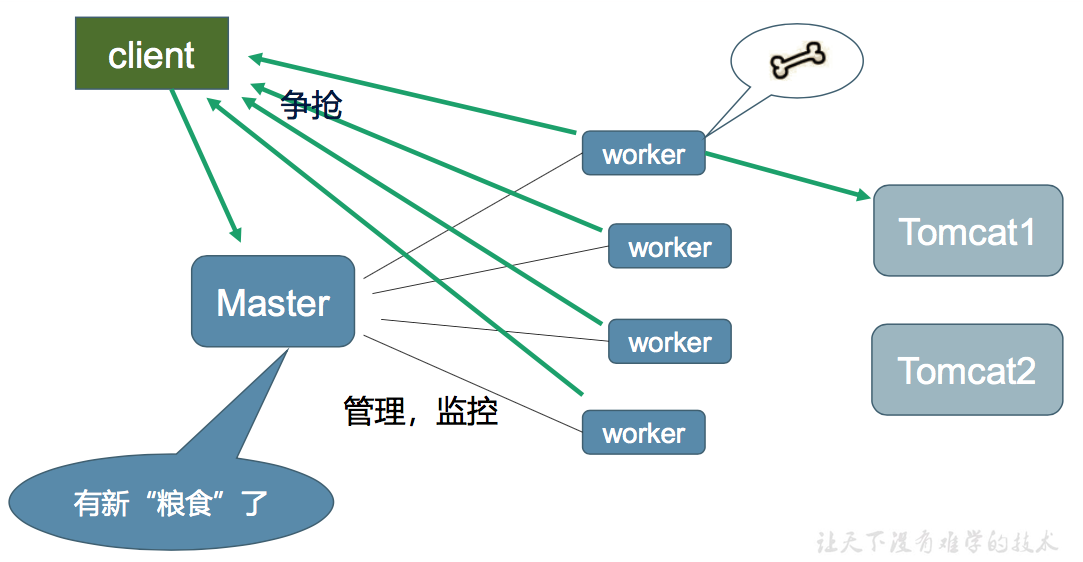 client
争抢
worker
worker
Tomcat1
Master
worker
Tomcat2
管理，监控
worker
有新“粮食”了
让天下没有难学的技术